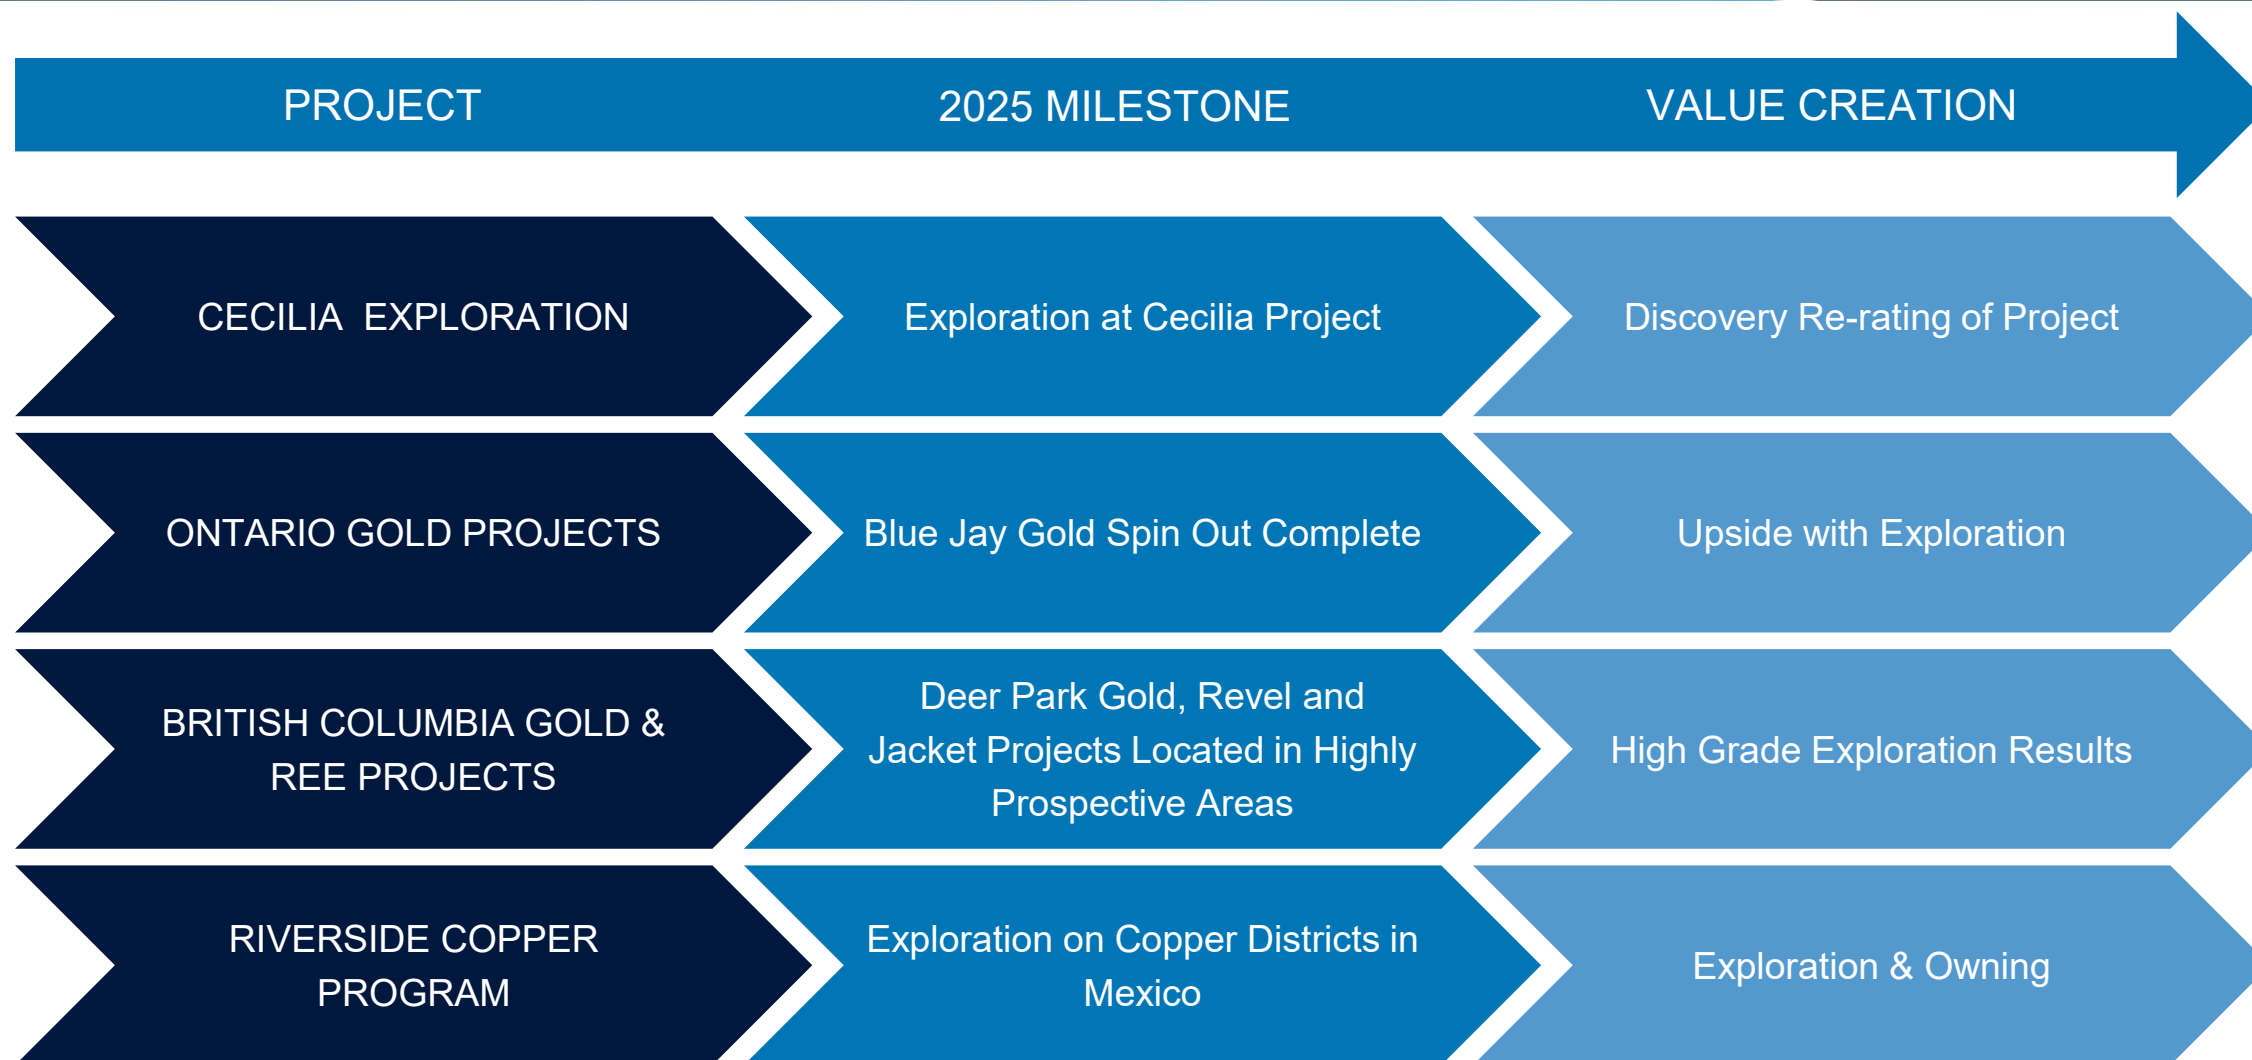 PROJECT
2025 MILESTONE
VALUE CREATION
CECILIA  EXPLORATION
Exploration at Cecilia Project
Discovery Re-rating of Project
ONTARIO GOLD PROJECTS
Blue Jay Gold Spin Out Complete
Upside with Exploration
BRITISH COLUMBIA GOLD &
REE PROJECTS
Deer Park Gold, Revel and
Jacket Projects Located in Highly
Prospective Areas
High Grade Exploration Results
RIVERSIDE COPPER
PROGRAM
Exploration on Copper Districts in
Mexico
Exploration & Owning